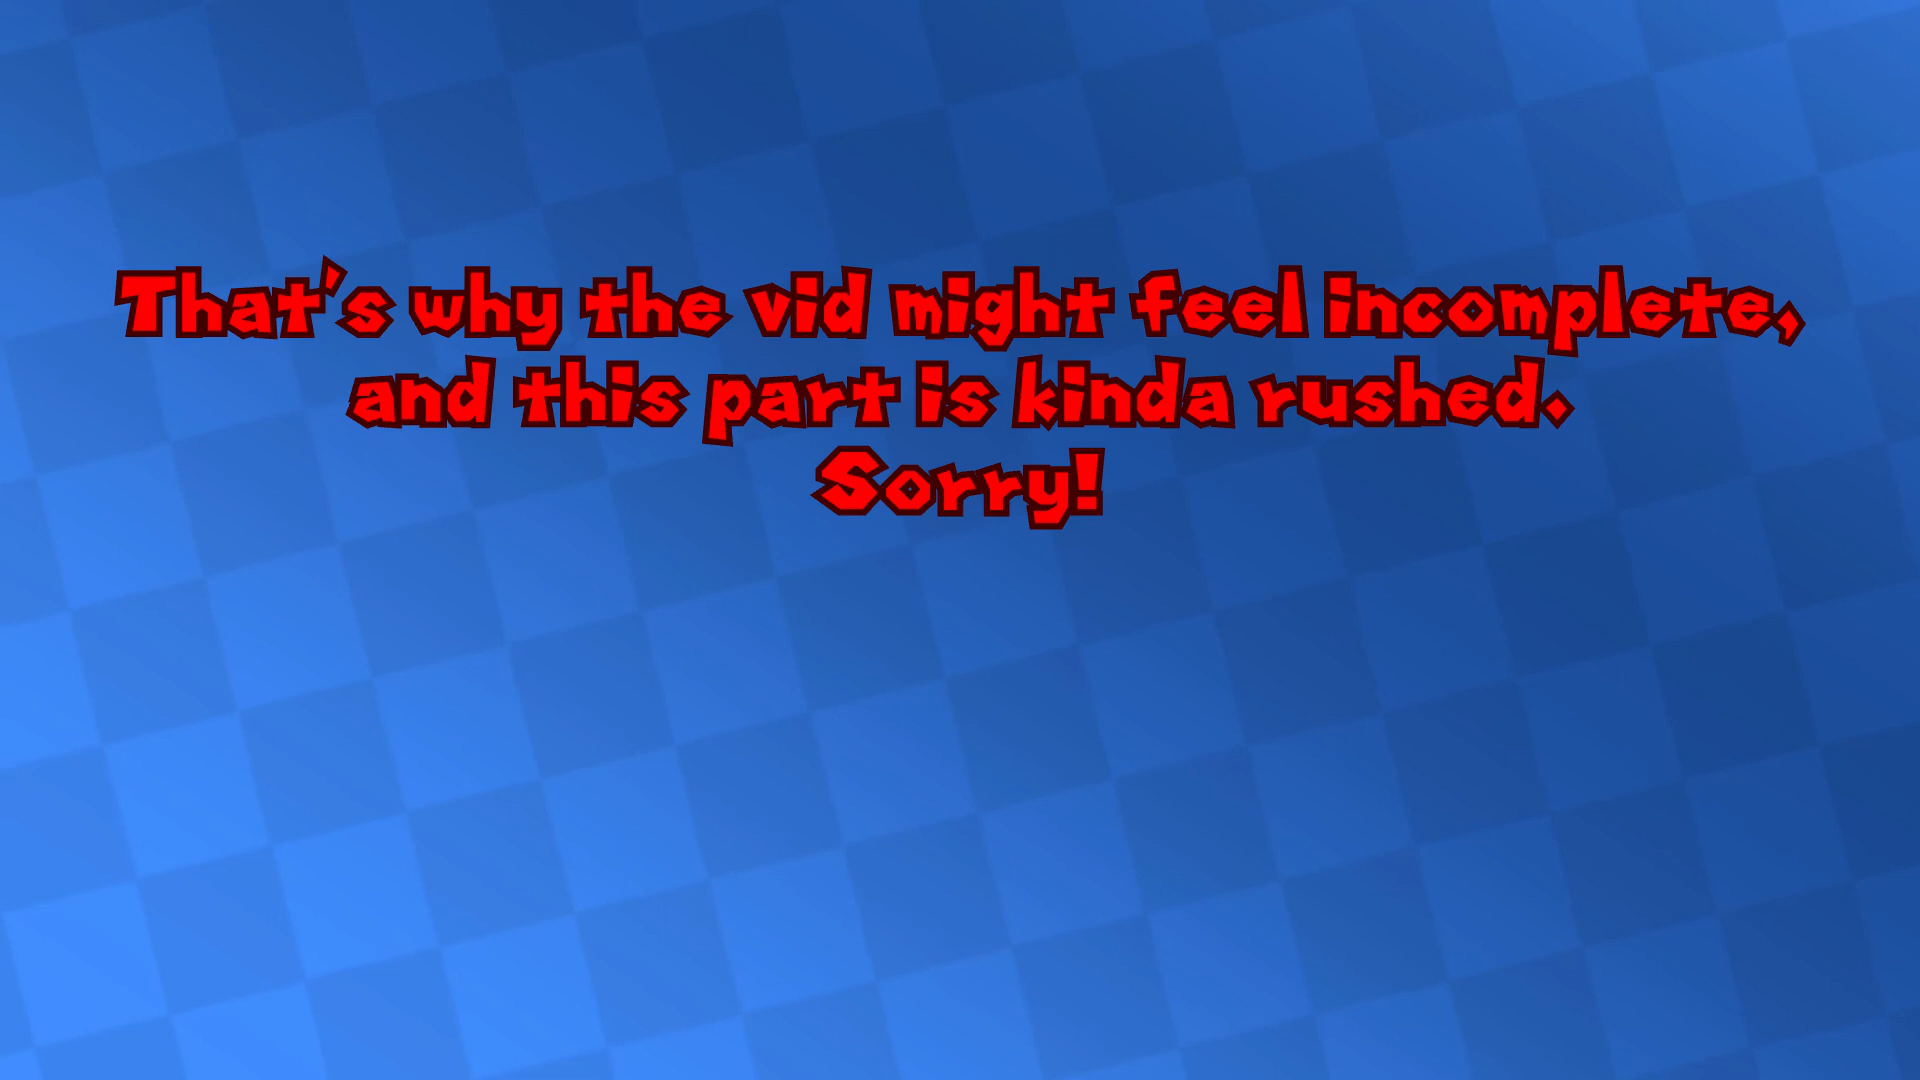 That's why the vid might feel incomplete,
and this part is kinda rushed.
Sorry!